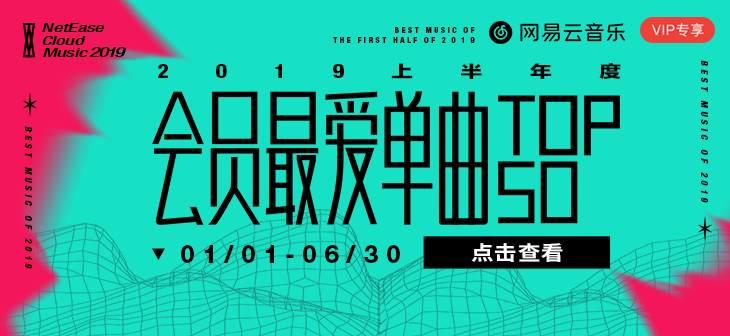 NetEase
Cloud
Music 2019
BEST MUSIC OF
THE FIRST HALF OF 2019
网易云音乐
VIP专享
2019上半年度
会员最爱单曲TOP
50
▼ 01/01-06/30
点击查看
BEST MUSIC OF 2019
BEST MUSIC OF 2019